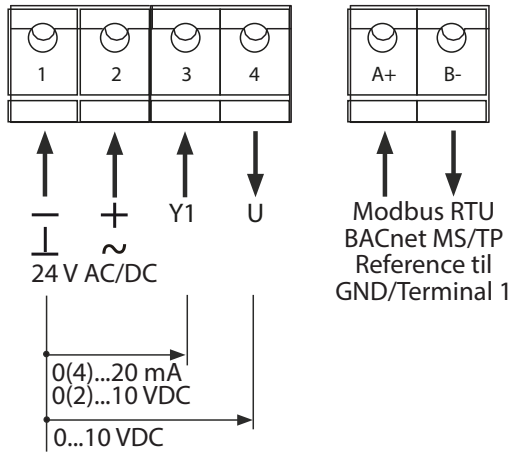 1 2 3 4 A+ B-
– + Y1 U
⊥ ~
24 V AC/DC
Modbus RTU
BACnet MS/TP
Reference til
GND/Terminal 1
0(4)...20 mA
0(2)...10 VDC
0...10 VDC